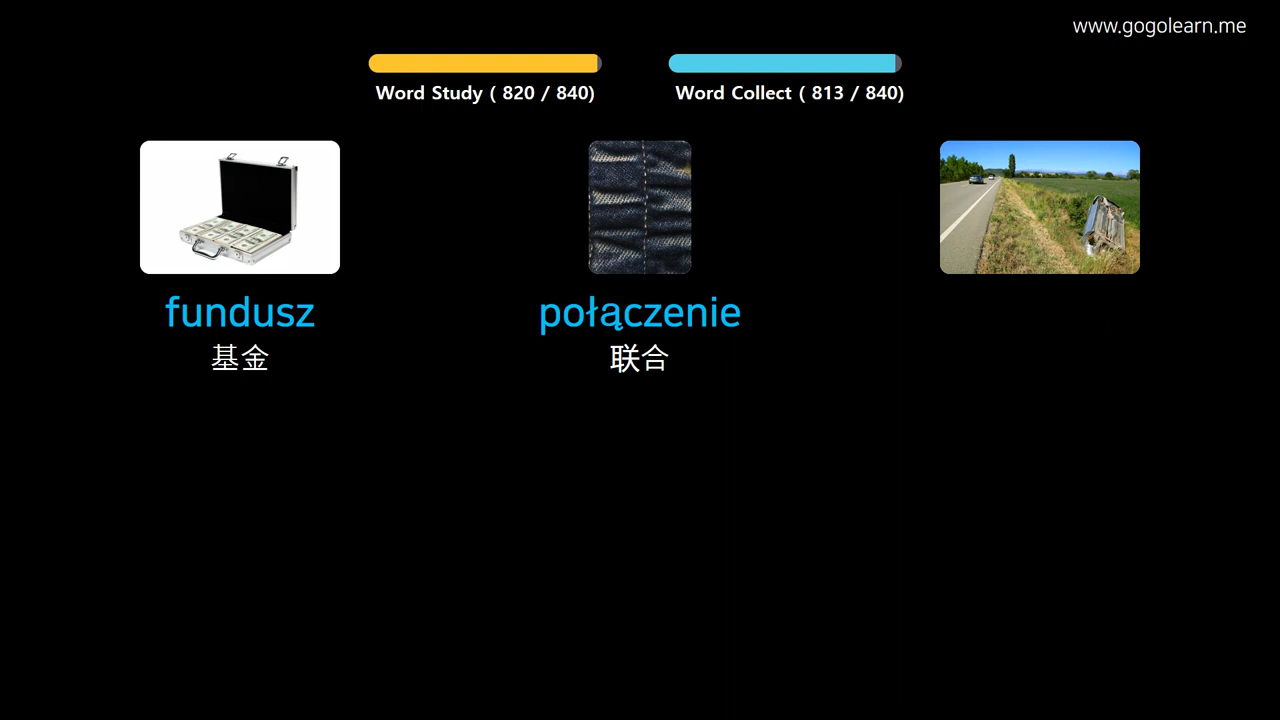 www.gogolearn.me
Word Study ( 820 / 840)
Word Collect ( 813 / 840)
fundusz
基金
połączenie
联合